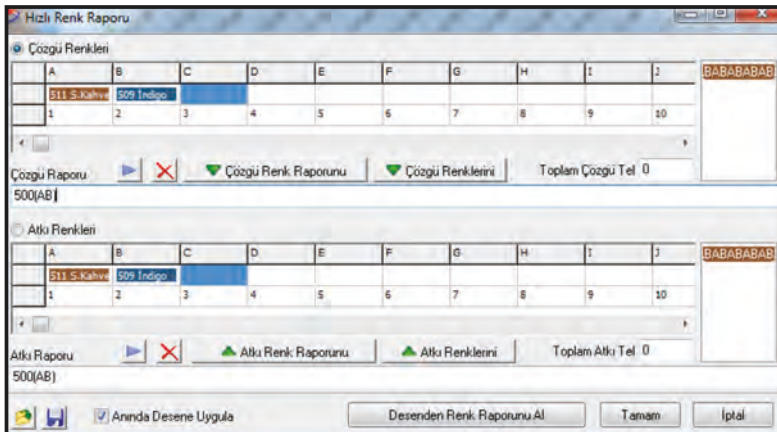 Hızlı Renk Raporu
Çözgü Renkleri
A B C D E F G H I J
511 S.Kahve 509 İndigo
1 2 3 4 5 6 7 8 9 10
BABABABAB
Çözgü Raporu Çözgü Renk Raporunu Çözgü Renklerini Toplam Çözgü Tel 0
500(AB)
Atkı Renkleri
A B C D E F G H I J
511 S.Kahve 509 İndigo
1 2 3 4 5 6 7 8 9 10
BABABABAB
Atkı Raporu Atkı Renk Raporunu Atkı Renklerini Toplam Atkı Tel 0
500(AB)
Anında Desene Uygula Desenden Renk Raporunu Al Tamam İptal